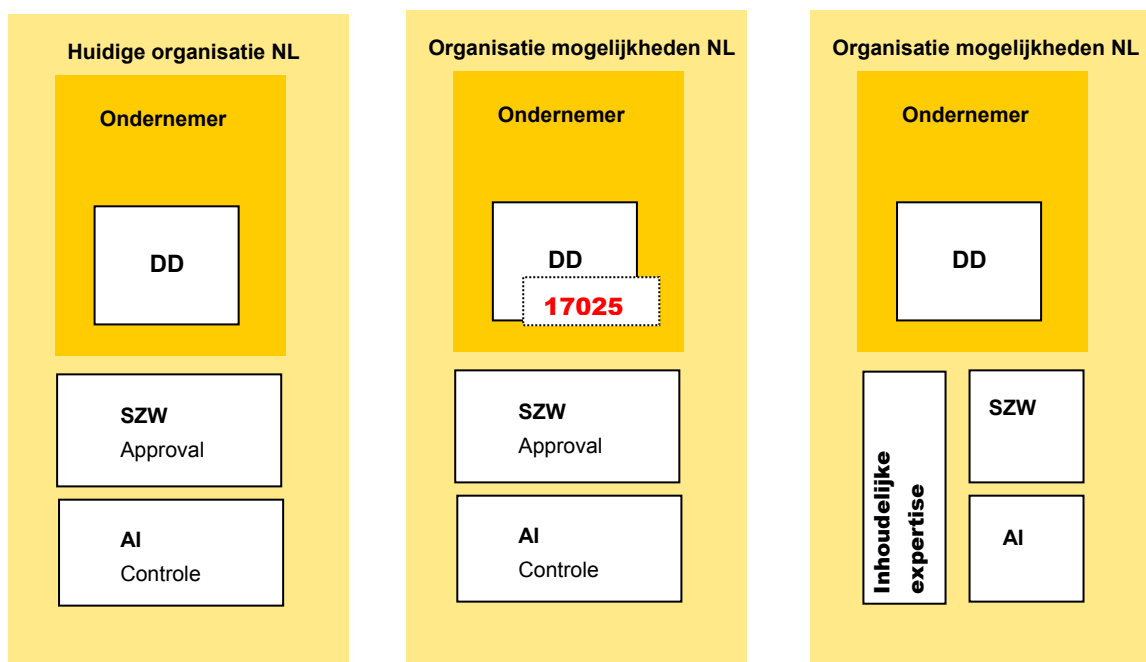 Huidige organisatie NL
Ondernemer
DD
SZW
Approval
AI
Controle
Organisatie mogelijkheden NL
Ondernemer
DD
17025
SZW
Approval
AI
Controle
Organisatie mogelijkheden NL
Ondernemer
DD
Inhoudelijke
expertise
SZW
AI